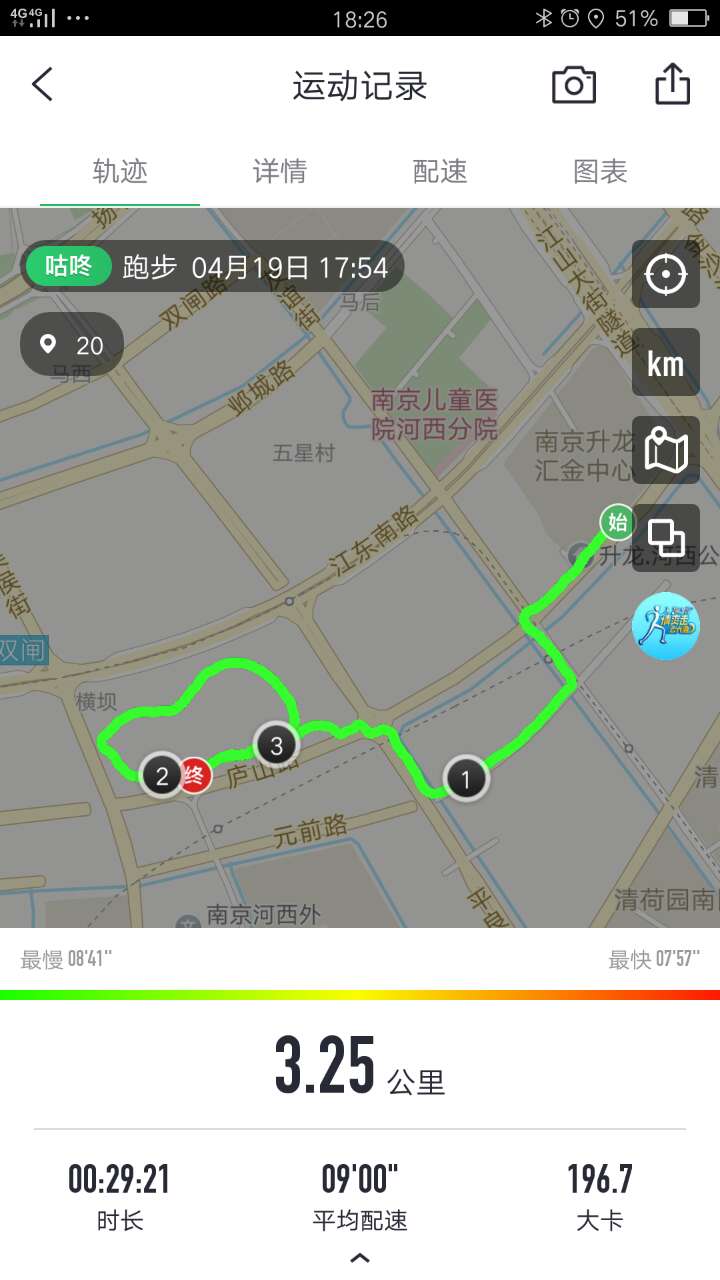 4G 4G 18:26 51%
运动记录
轨迹 详情 配速 图表
咕咚 跑步 04月19日 17:54
20
km
双闸路
马后
马西
邺城路
五星村
江山大街隧道
南京儿童医
院河西分院
南京升龙
汇金中心
始
升龙.河西公
江东南路
双闸
横坝
3
2
终
1
庐山路
元前路
清荷园南
南京河西外
最慢 08'41"
最快 07'57"
3.25 公里
00:29:21 09'00" 196.7
时长 平均配速 大卡